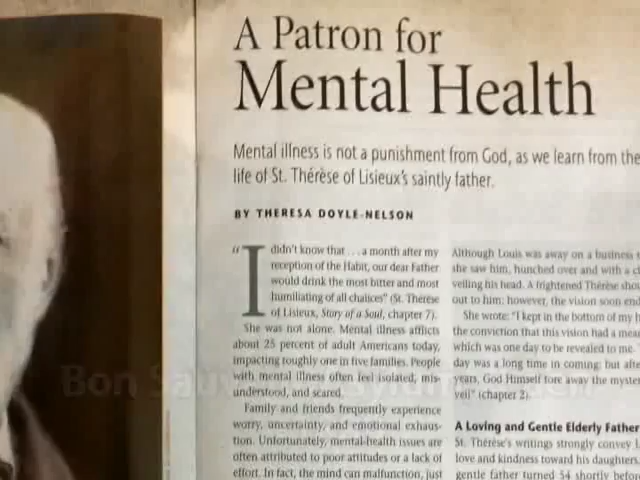 A Patron for
Mental Health
Mental illness is not a punishment from God, as we learn from the
life of St. Thérèse of Lisieux's saintly father.
BY THERESA DOYLE-NELSON
"I didn't know that . . . a month after my
reception of the Habit, our dear Father
would drink the most bitter and most
humiliating of all chalices" (St. Therese
of Lisieux, Story of a Soul, chapter 7).
She was not alone. Mental illness afflicts
about 25 percent of adult Americans today,
impacting roughly one in five families. People
with mental illness often feel isolated, mis-
understood, and scared.
Family and friends frequently experience
worry, uncertainty, and emotional exhaus-
tion. Unfortunately, mental-health issues are
often attributed to poor attitudes or a lack of
effort. In fact, the mind can malfunction, just
Although Louis was away on a business
she saw him, hunched over and with a
veiling his head. A frightened Thérèse
out to him; however, the vision soon
She wrote: "I kept in the bottom of my
the conviction that this vision had a
which was one day to be revealed to me.
day was a long time in coming; but
years, God Himself tore away the
veil" (chapter 2).
A Loving and Gentle Elderly Father
St. Thérèse's writings strongly convey
love and kindness toward his daughters.
gentle father turned 54 shortly
Bon